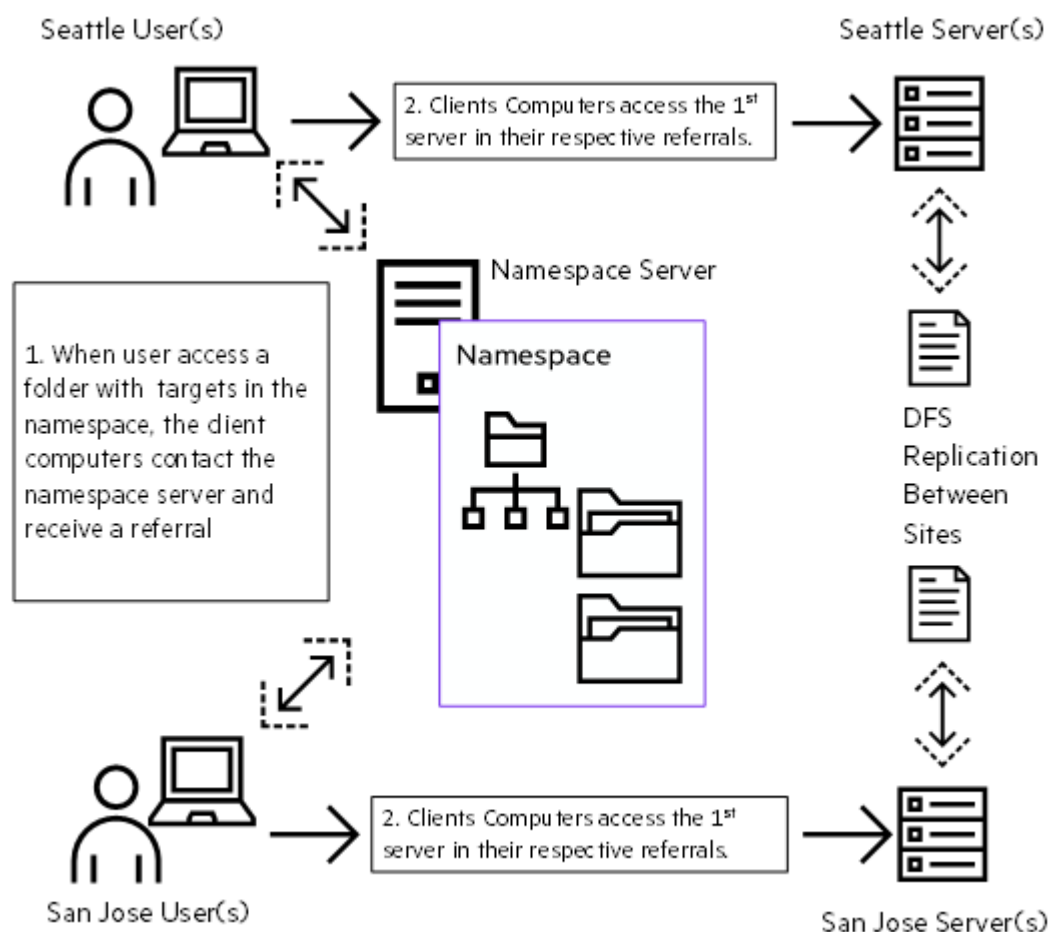 Seattle User(s)
Seattle Server(s)
2. Clients Computers access the 1st
server in their respective referrals.
Namespace Server
Namespace
1. When user access a
folder with targets in the
namespace, the client
computers contact the
namespace server and
receive a referral
DFS
Replication
Between
Sites
2. Clients Computers access the 1st
server in their respective referrals.
San Jose User(s)
San Jose Server(s)